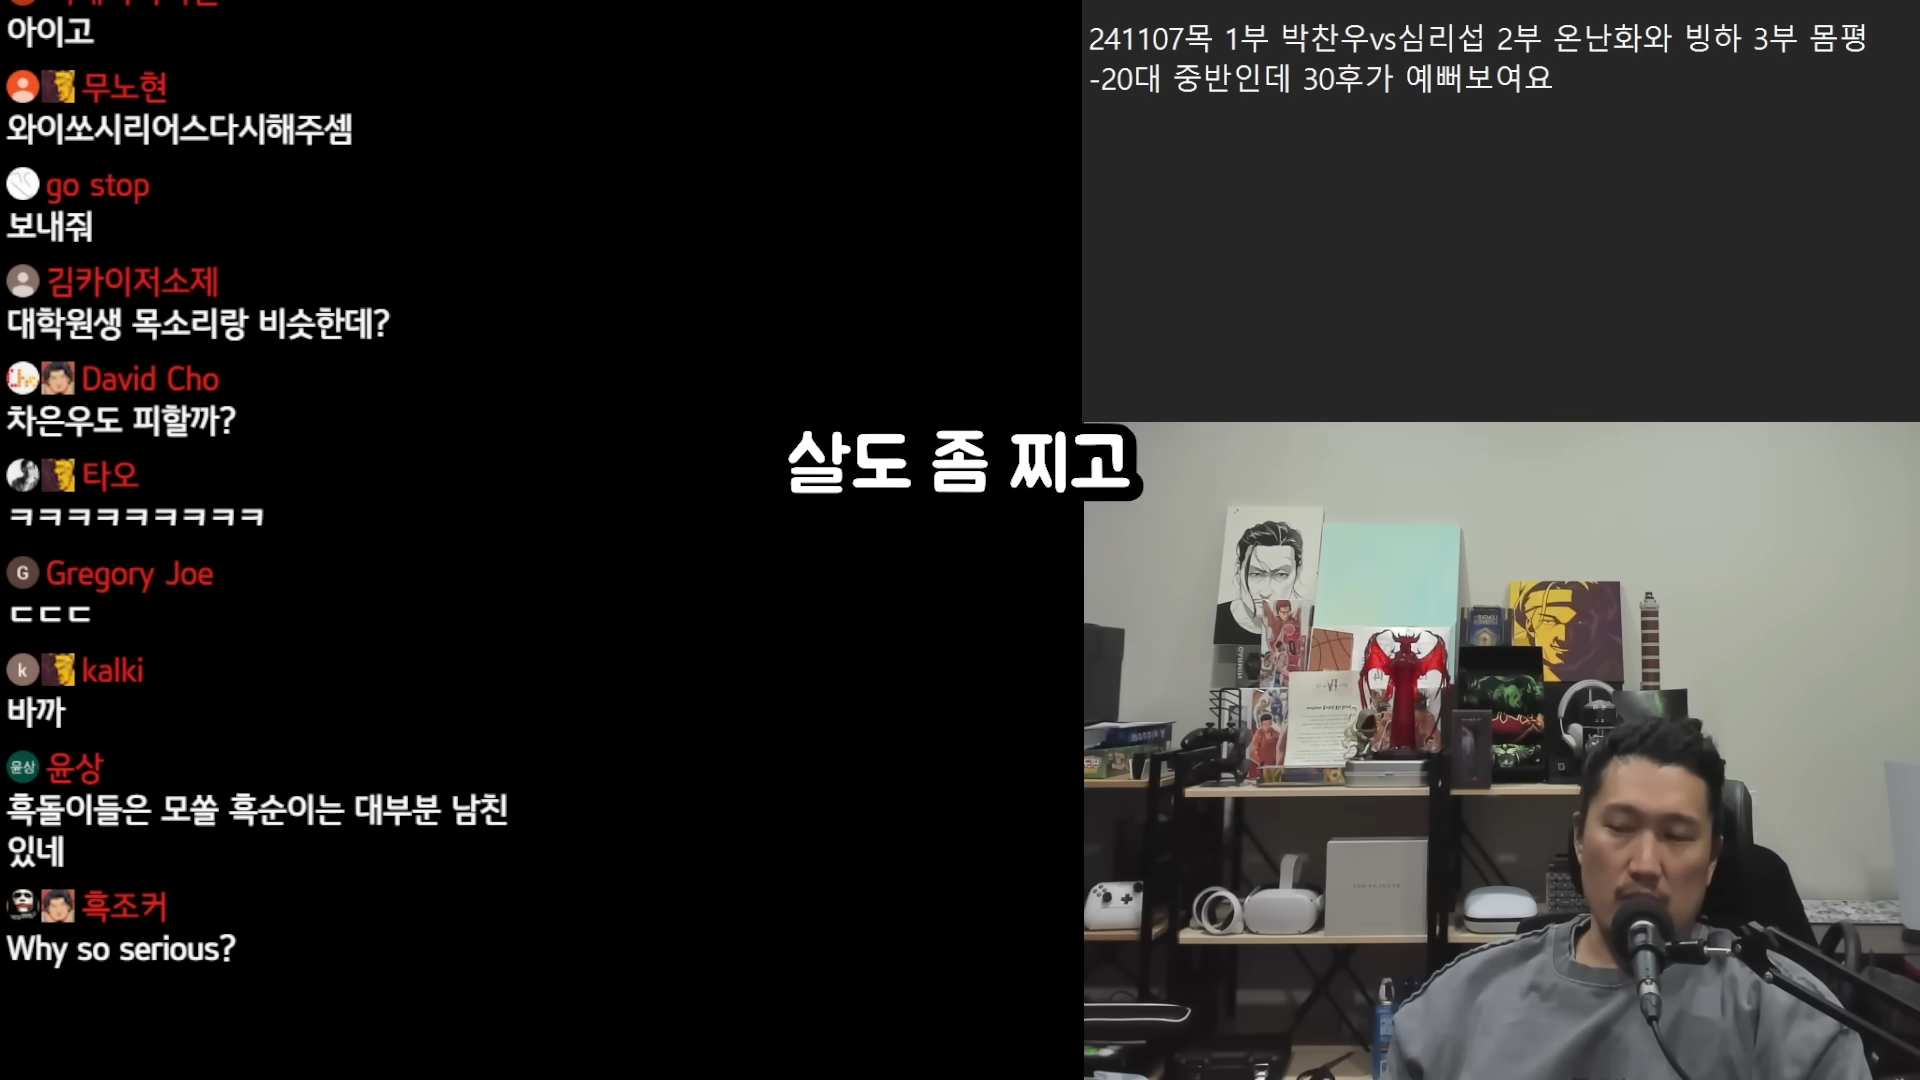 아이고
무노현
와이쏘시리어스다시해주셈
go stop
보내줘
김카이저소제
대학원생 목소리랑 비슷한데?
David Cho
차은우도 피할까?
타오
ㅋㅋㅋㅋㅋㅋㅋㅋㅋ
G Gregory Joe
ㄷㄷㄷ
k kalki
바까
윤상 윤상
흑돌이들은 모쏠 흑순이는 대부분 남친
있네
흑조커
Why so serious?
241107목 1부 박찬우vs심리섭 2부 온난화와 빙하 3부 몸평
-20대 중반인데 30후가 예뻐보여요
살도 좀 찌고